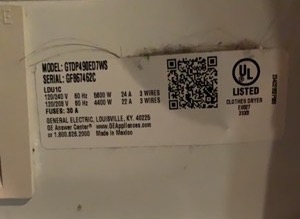 MODEL: GTDP490ED7WS
SERIAL: GF867462C
LDU1C
120/240 V 60 Hz 5600 W 24 A 3 WIRES
120/208 V 60 Hz 4400 W 22 A 3 WIRES
FUSES: 30 A
GENERAL ELECTRIC, LOUISVILLE, KY, 40225
GE Answer Center® www.GEAppliances.com
or 1.800.626.2000 Made in Mexico
UL
LISTED
CLOTHES DRYER